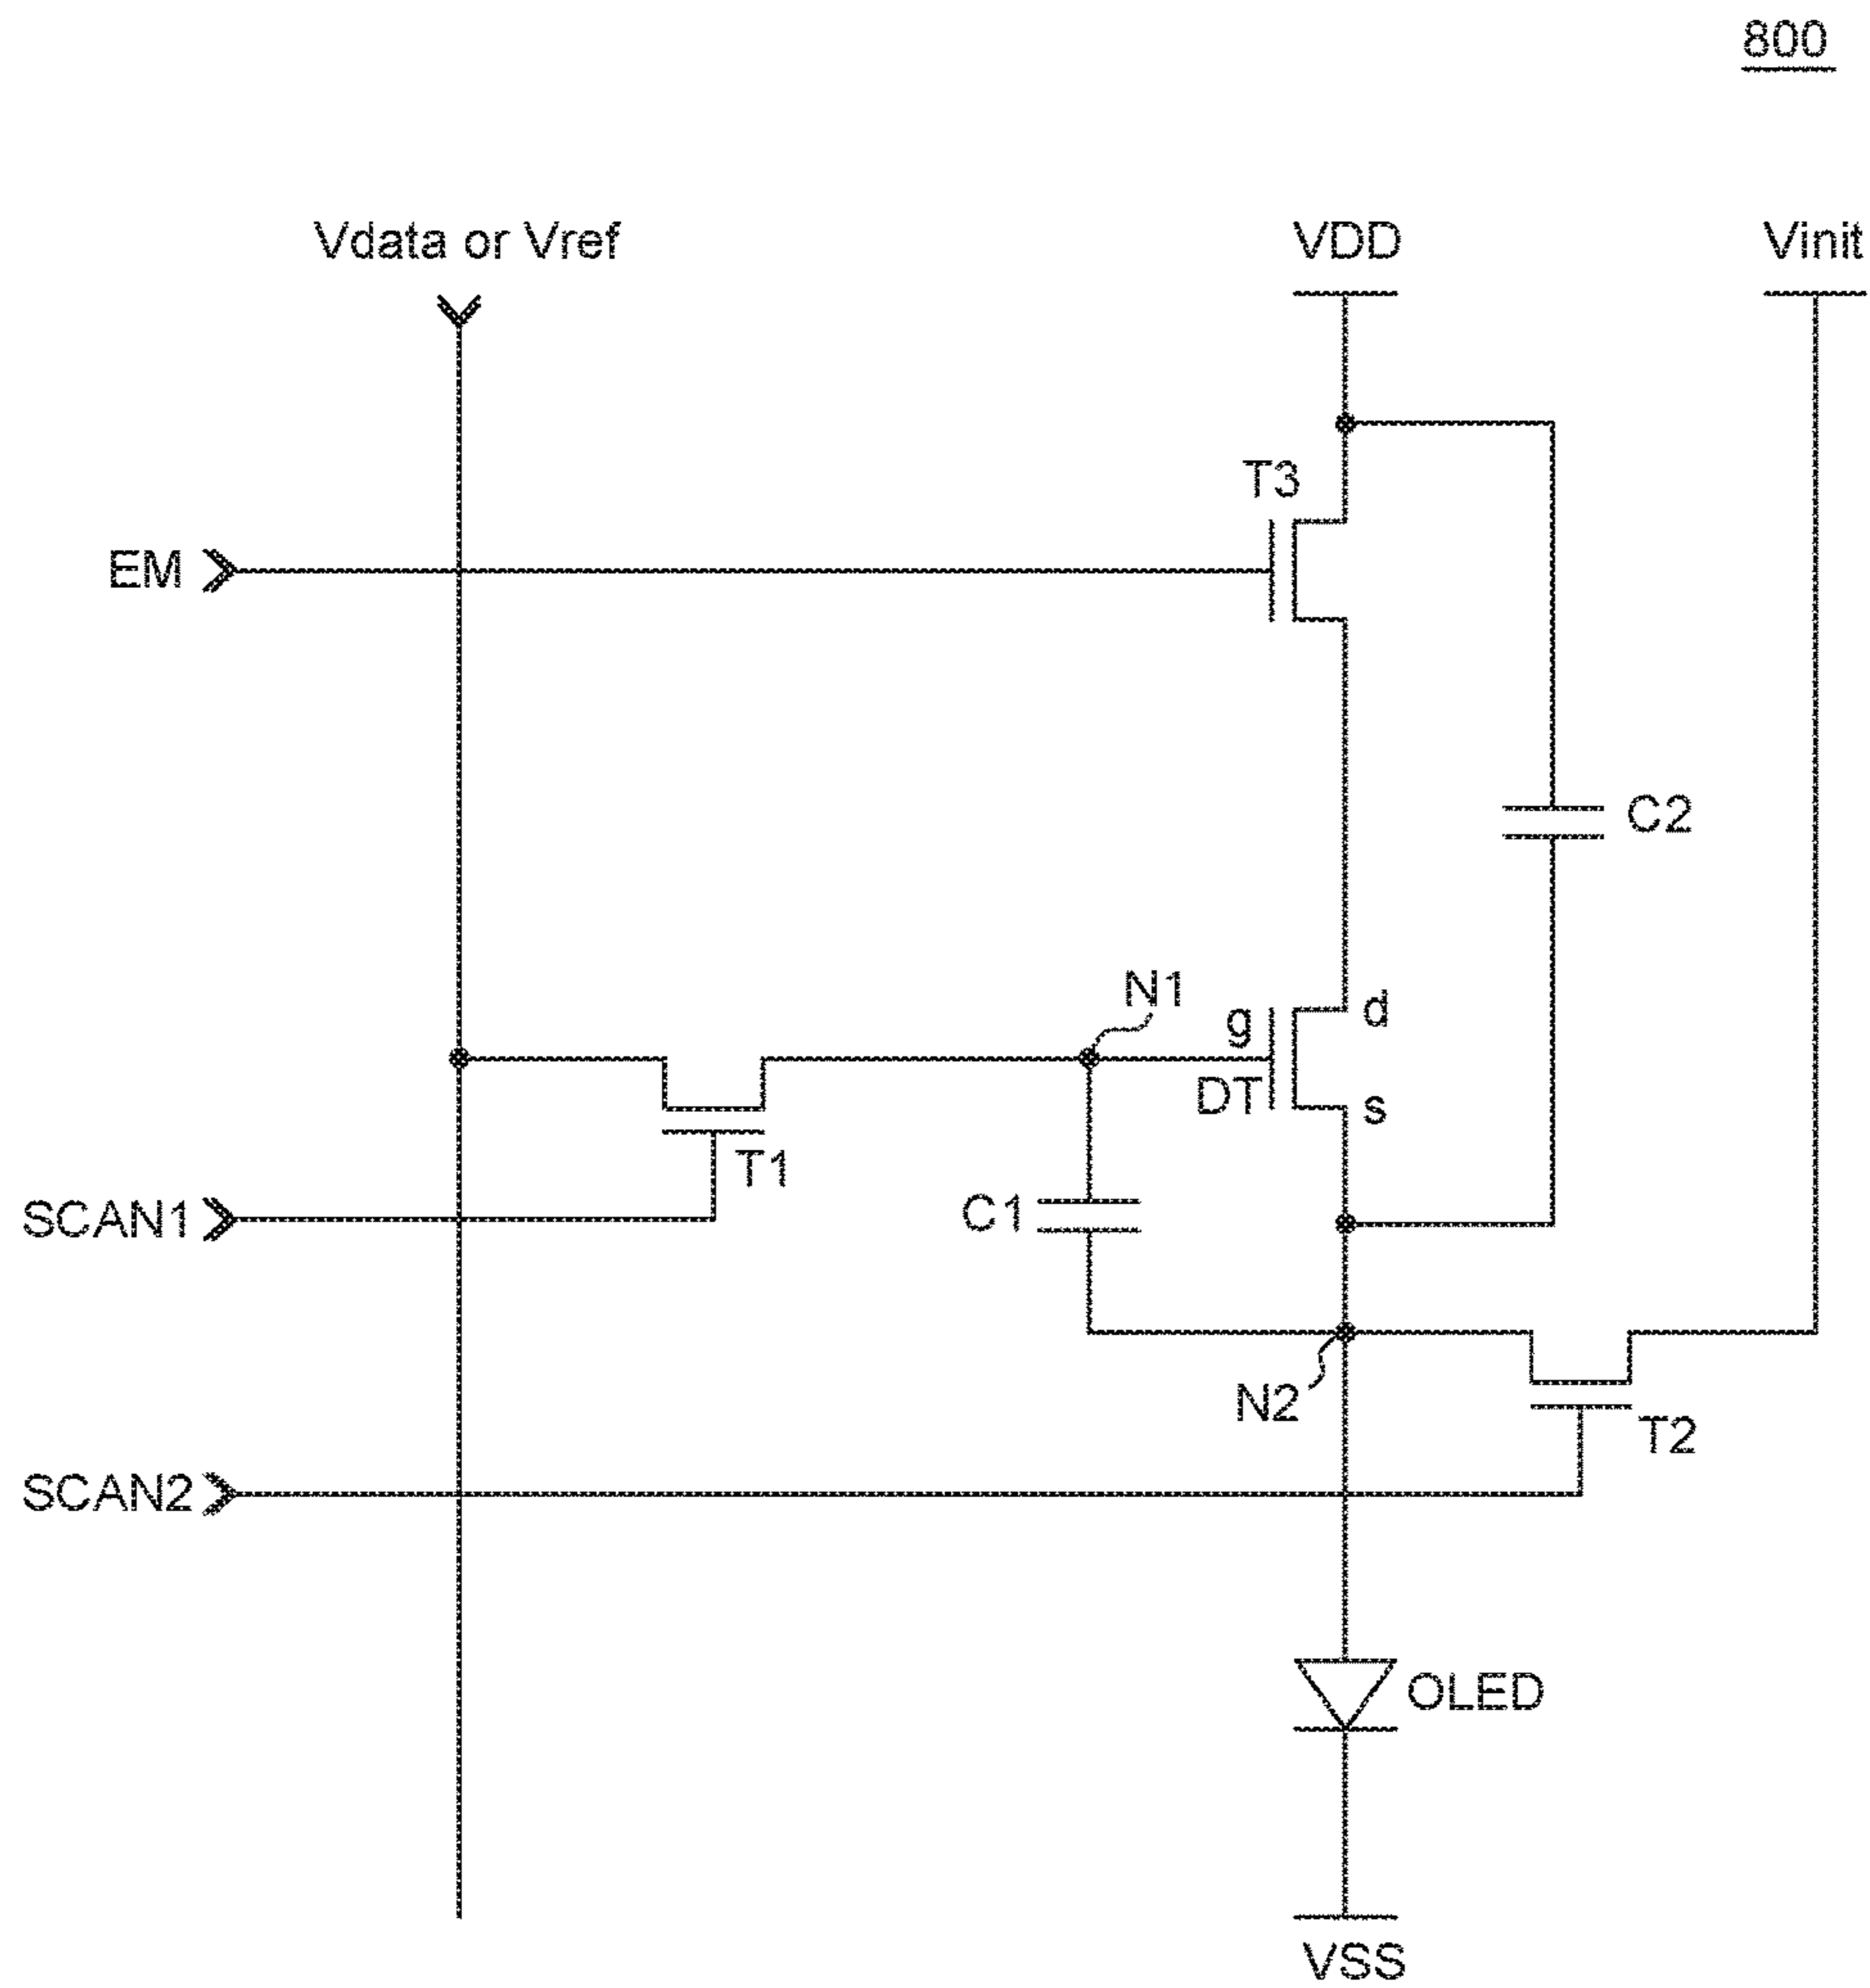 800
Vdata or Vref
VDD
Vinit
T3
EM
C2
N1
g
d
DT
s
T1
C1
SCAN1
N2
T2
SCAN2
OLED
VSS